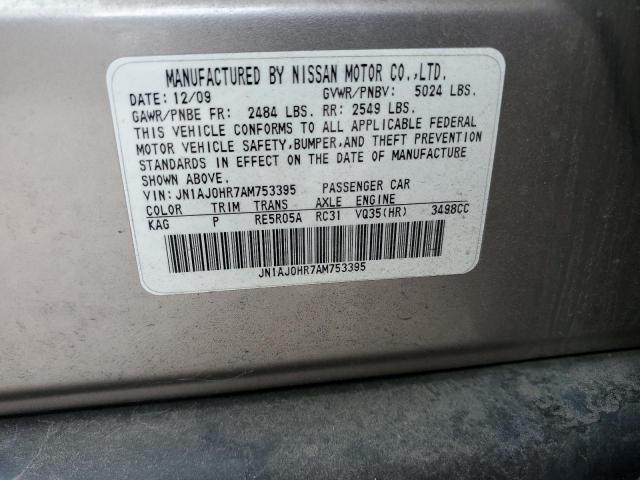 MANUFACTURED BY NISSAN MOTOR CO.,LTD.
DATE: 12/09 GVWR/PNBV: 5024 LBS.
GAWR/PNBE FR: 2484 LBS. RR: 2549 LBS.
THIS VEHICLE CONFORMS TO ALL APPLICABLE FEDERAL
MOTOR VEHICLE SAFETY,BUMPER,AND THEFT PREVENTION
STANDARDS IN EFFECT ON THE DATE OF MANUFACTURE
SHOWN ABOVE.
VIN: JN1AJ0HR7AM753395 PASSENGER CAR
COLOR TRIM TRANS AXLE ENGINE
KAG P RE5R05A RC31 VQ35(HR) 3498CC
JN1AJ0HR7AM753395